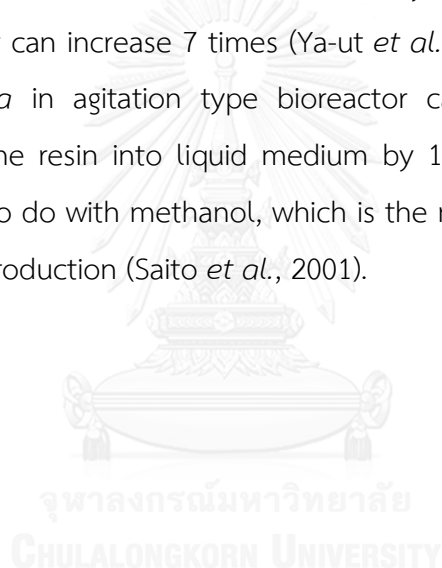 can increase 7 times (Ya-ut et al.
in agitation type bioreactor
resin into liquid medium by 1
do with methanol, which is the
(Saito et al., 2001).
จุฬาลงกรณ์มหาวิทยาลัย
CHULALONGKORN UNIVERSITY